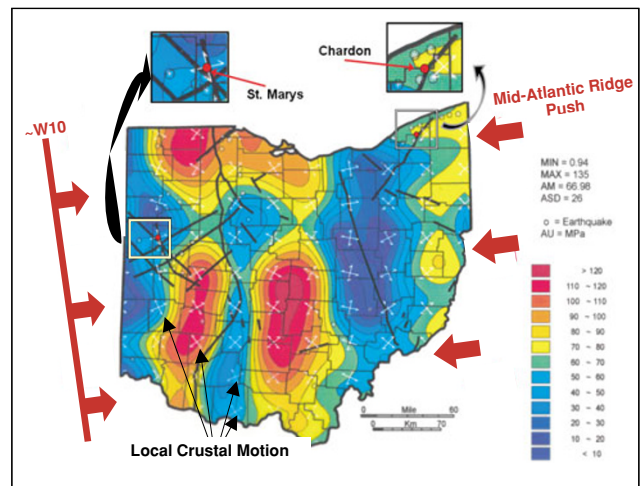 Chardon
St. Marys
Mid-Atlantic Ridge
Push
~W10
MIN = 0.94
MAX = 135
AM = 66.98
ASD = 26
o = Earthquake
AU = MPa
> 120
110 ~ 120
100 ~ 110
90 ~ 100
80 ~ 90
70 ~ 80
60 ~ 70
50 ~ 60
40 ~ 50
30 ~ 40
20 ~ 30
10 ~ 20
< 10
0 Mile 60
0 Km 70
Local Crustal Motion